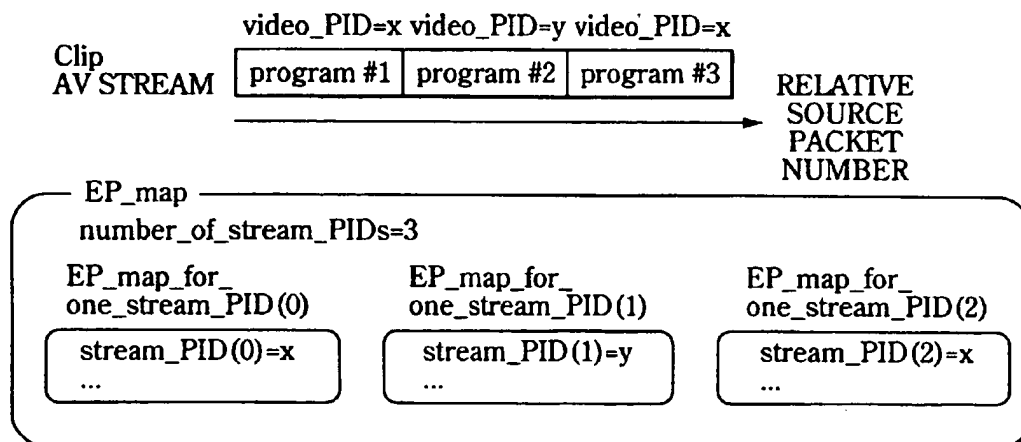 video_PID=x video_PID=y video_PID=x
Clip
AV STREAM
program #1 program #2 program #3
RELATIVE
SOURCE
PACKET
NUMBER
EP_map
number_of_stream_PIDs=3
EP_map_for_
one_stream_PID(0)
stream_PID(0)=x
...
EP_map_for_
one_stream_PID(1)
stream_PID(1)=y
...
EP_map_for_
one_stream_PID(2)
stream_PID(2)=x
...